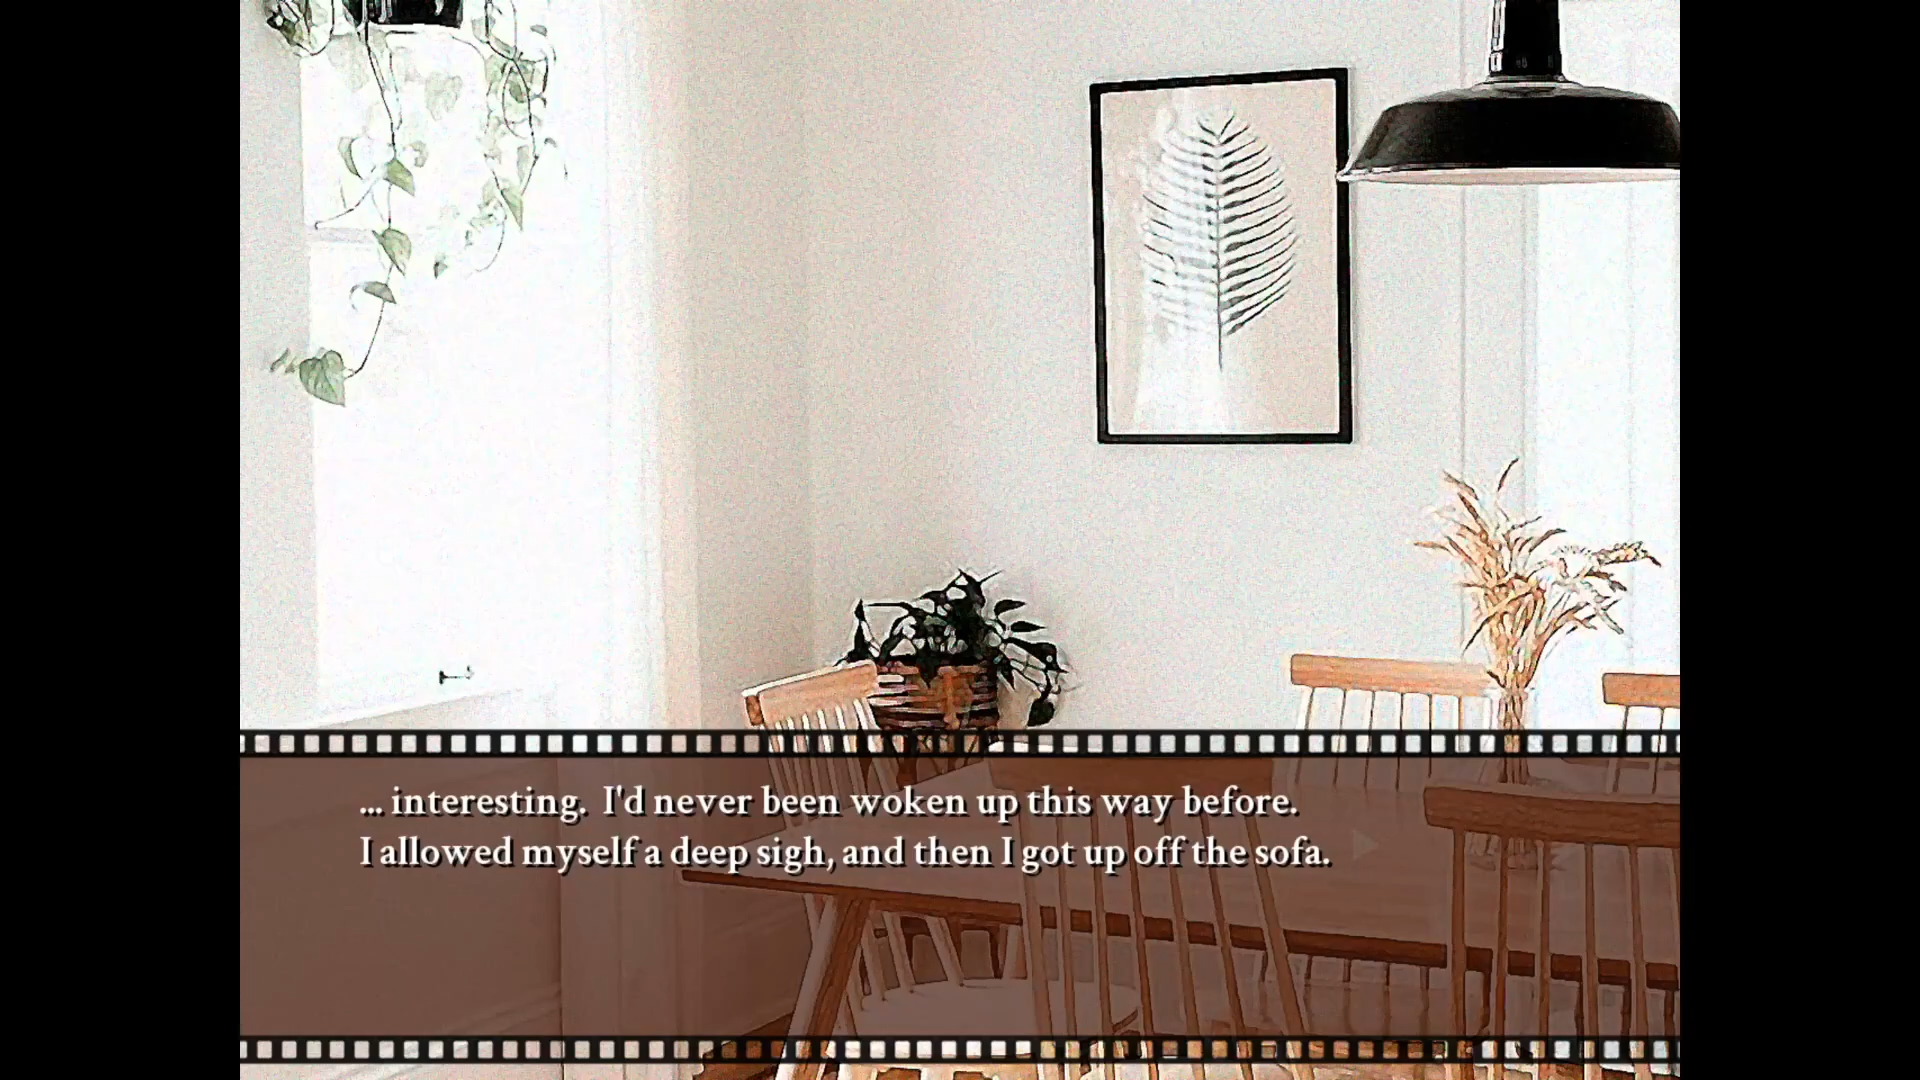 ... interesting. I'd never been woken up this way before.
I allowed myself a deep sigh, and then I got up off the sofa.